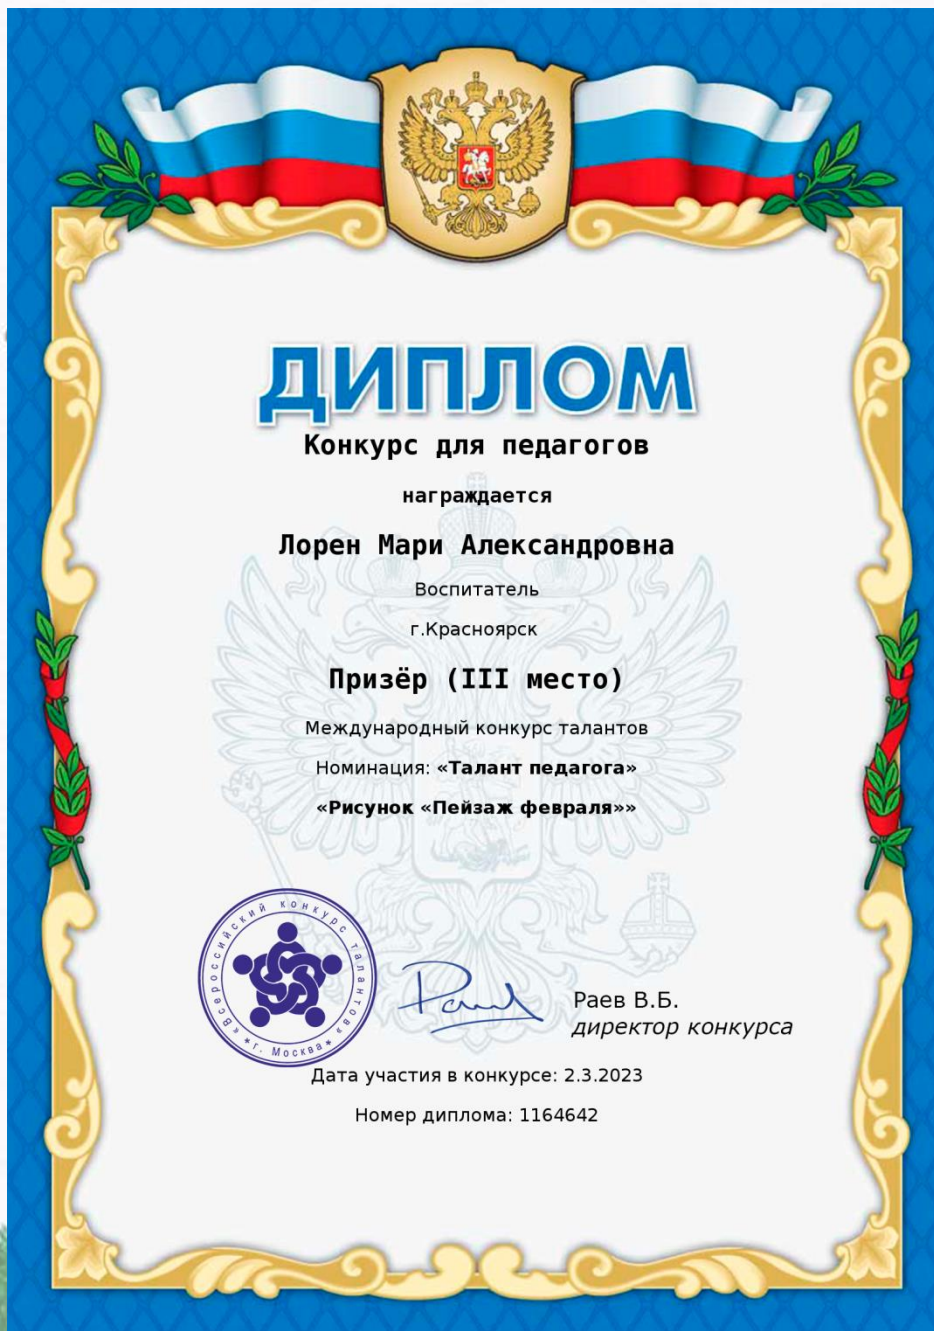 ДИПЛОМ
Конкурс для педагогов
награждается
Лорен Мари Александровна
Воспитатель
г.Красноярск
Призёр (III место)
Международный конкурс талантов
Номинация: «Талант педагога»
«Рисунок «Пейзаж февраля»»
«Всероссийский конкурс талантов»
* г. Москва *
Раев В.Б.
директор конкурса
Дата участия в конкурсе: 2.3.2023
Номер диплома: 1164642